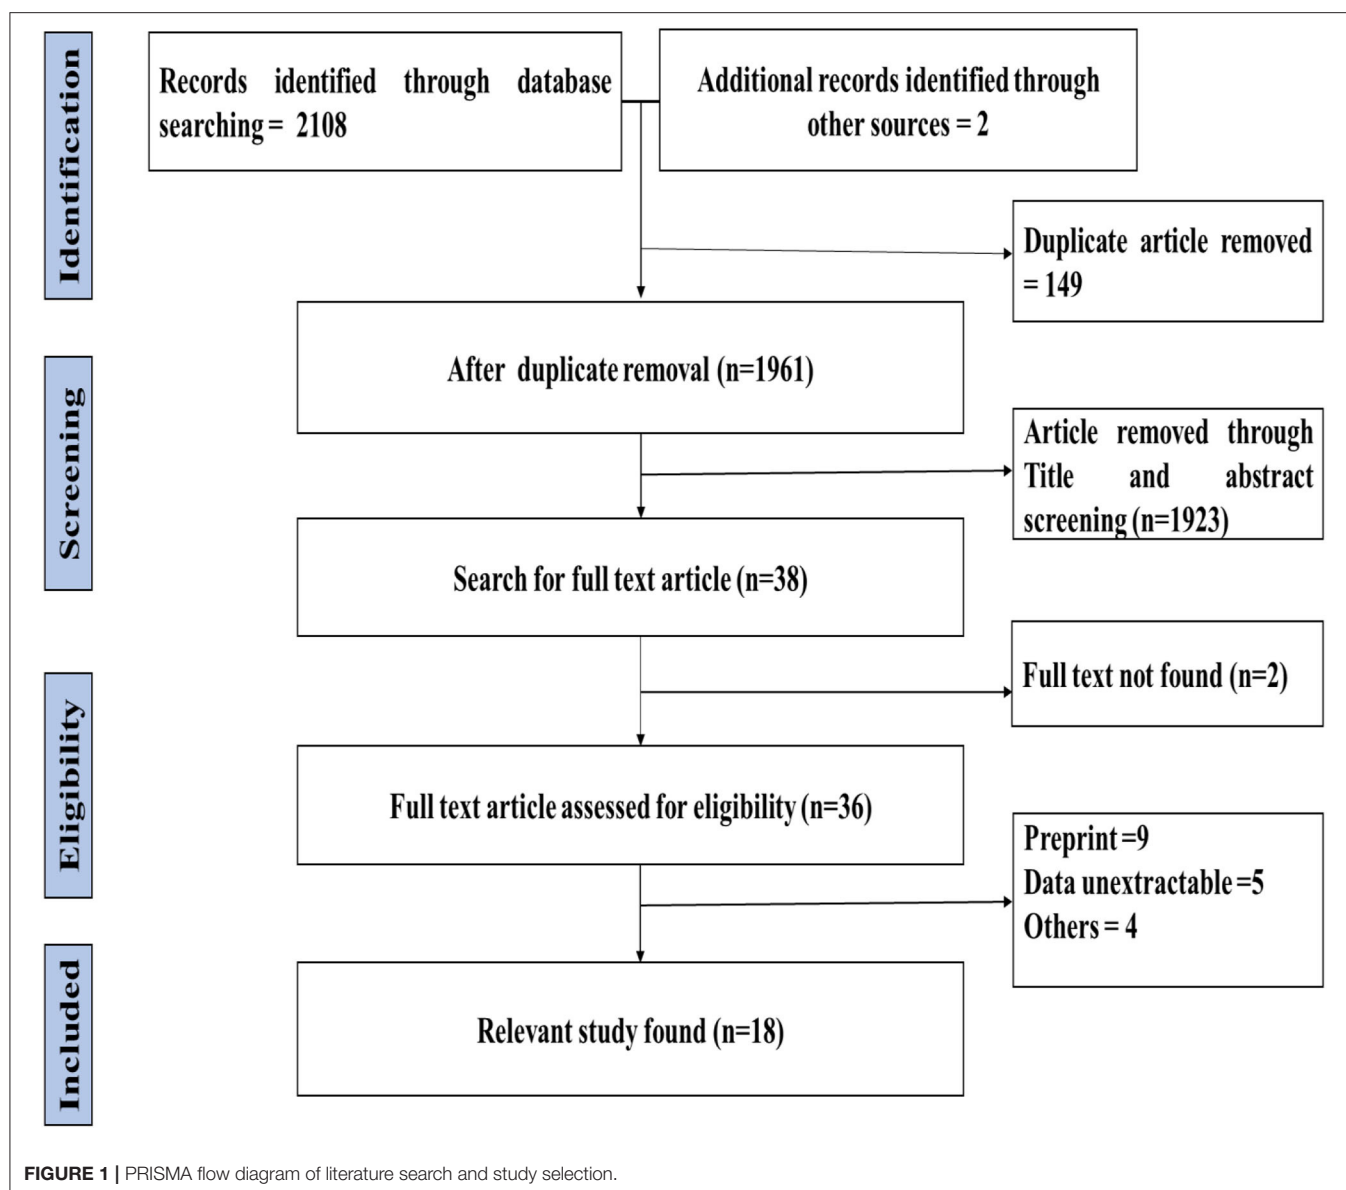 Identification
Records identified through database
searching = 2108
Additional records identified through
other sources = 2
Duplicate article removed
= 149
After duplicate removal (n=1961)
Screening
Article removed through
Title and abstract
screening (n=1923)
Search for full text article (n=38)
Full text not found (n=2)
Eligibility
Full text article assessed for eligibility (n=36)
Preprint =9
Data unextractable =5
Others = 4
Included
Relevant study found (n=18)
FIGURE 1 | PRISMA flow diagram of literature search and study selection.